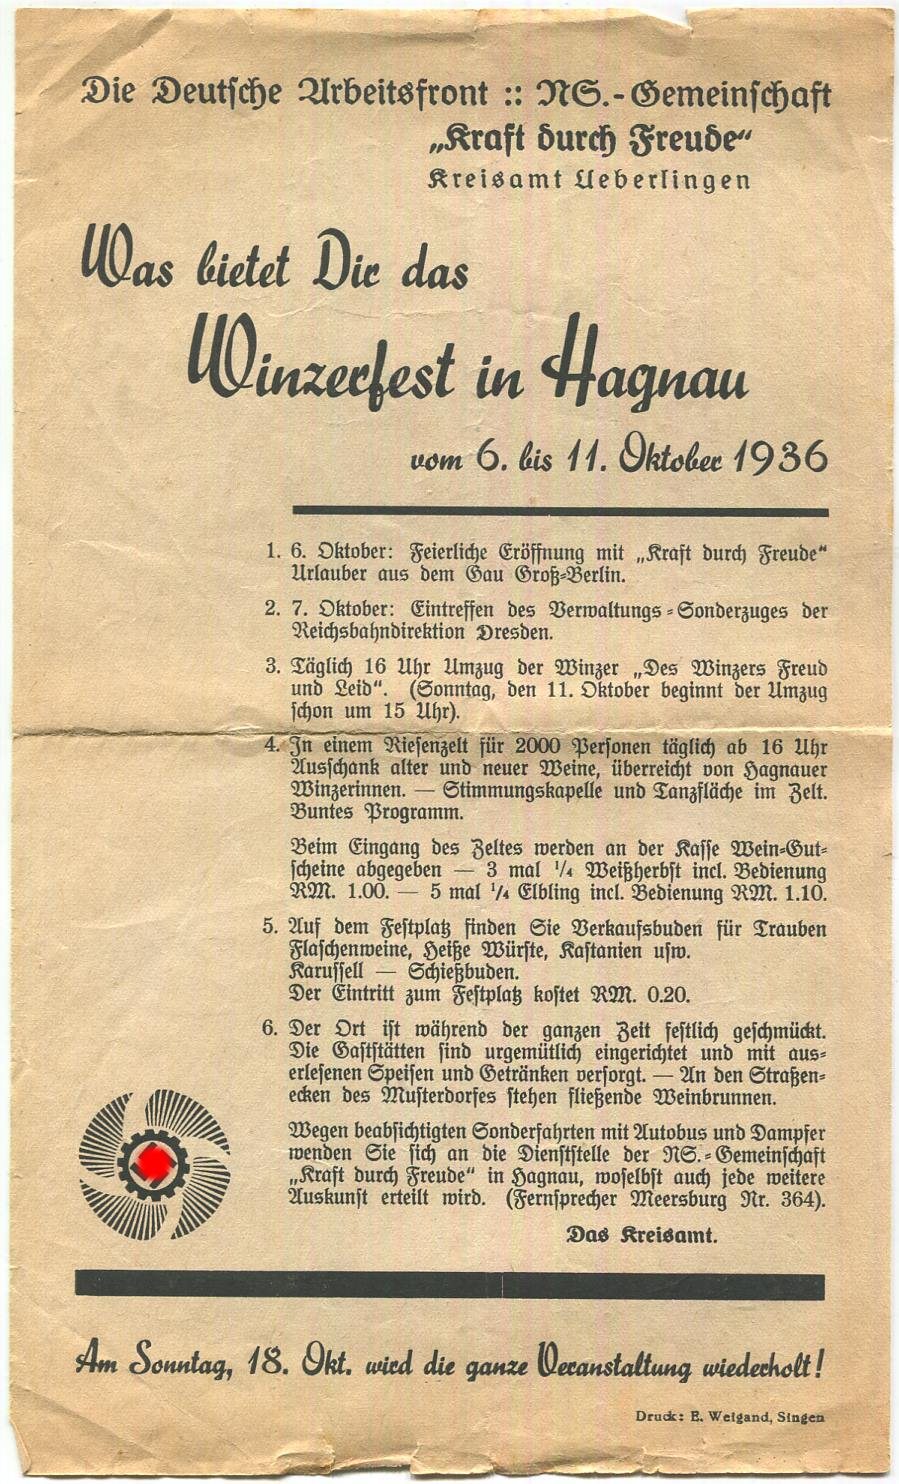 Die Deutsche Arbeitsfront :: NS.-Gemeinschaft
„Kraft durch Freude“
Kreisamt Ueberlingen
Was bietet Dir das
Winzerfest in Hagnau
vom 6. bis 11. Oktober 1936
1. 6. Oktober: Feierliche Eröffnung mit „Kraft durch Freude“
Urlauber aus dem Gau Groß-Berlin.
2. 7. Oktober: Eintreffen des Verwaltungs-Sonderzuges der
Reichsbahndirektion Dresden.
3. Täglich 16 Uhr Umzug der Winzer „Des Winzers Freud
und Leid“. (Sonntag, den 11. Oktober beginnt der Umzug
schon um 15 Uhr).
4. In einem Riesenzelt für 2000 Personen täglich ab 16 Uhr
Ausschank alter und neuer Weine, überreicht von Hagnauer
Winzerinnen. — Stimmungskapelle und Tanzfläche im Zelt.
Buntes Programm.
Beim Eingang des Zeltes werden an der Kasse Wein-Gut-
scheine abgegeben — 3 mal ¼ Weißherbst incl. Bedienung
RM. 1.00. — 5 mal ¼ Elbling incl. Bedienung RM. 1.10.
5. Auf dem Festplatz finden Sie Verkaufsbuden für Trauben
Flaschenweine, Heiße Würste, Kastanien usw.
Karussell — Schießbuden.
Der Eintritt zum Festplatz kostet RM. 0.20.
6. Der Ort ist während der ganzen Zeit festlich geschmückt.
Die Gaststätten sind urgemütlich eingerichtet und mit aus-
erlesenen Speisen und Getränken versorgt. — An den Straßen-
ecken des Musterdorfes stehen fließende Weinbrunnen.
Wegen beabsichtigten Sonderfahrten mit Autobus und Dampfer
wenden Sie sich an die Dienststelle der NS.-Gemeinschaft
„Kraft durch Freude“ in Hagnau, woselbst auch jede weitere
Auskunft erteilt wird. (Fernsprecher Meersburg Nr. 364).
Das Kreisamt.
Am Sonntag, 18. Okt. wird die ganze Veranstaltung wiederholt!
Druck: E. Weigand, Singen